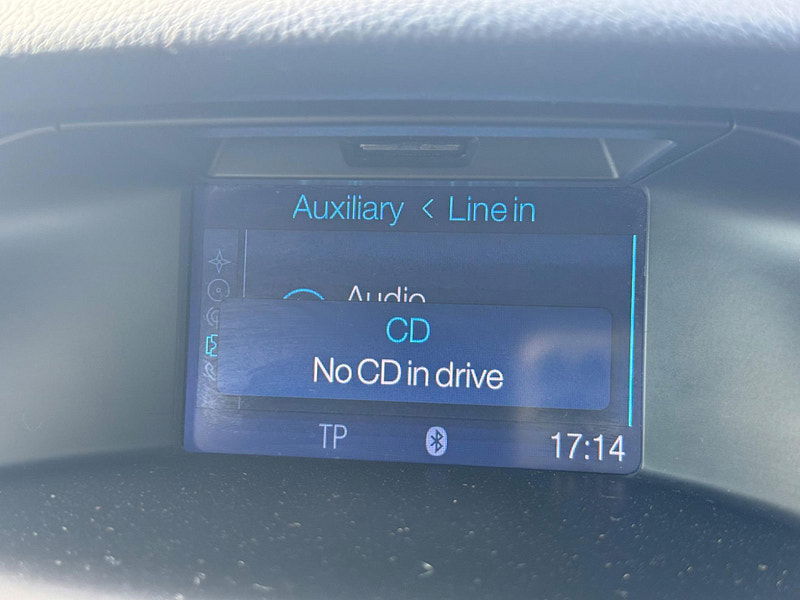 Auxiliary < Line in
Audio
CD
No CD in drive
TP
17:14